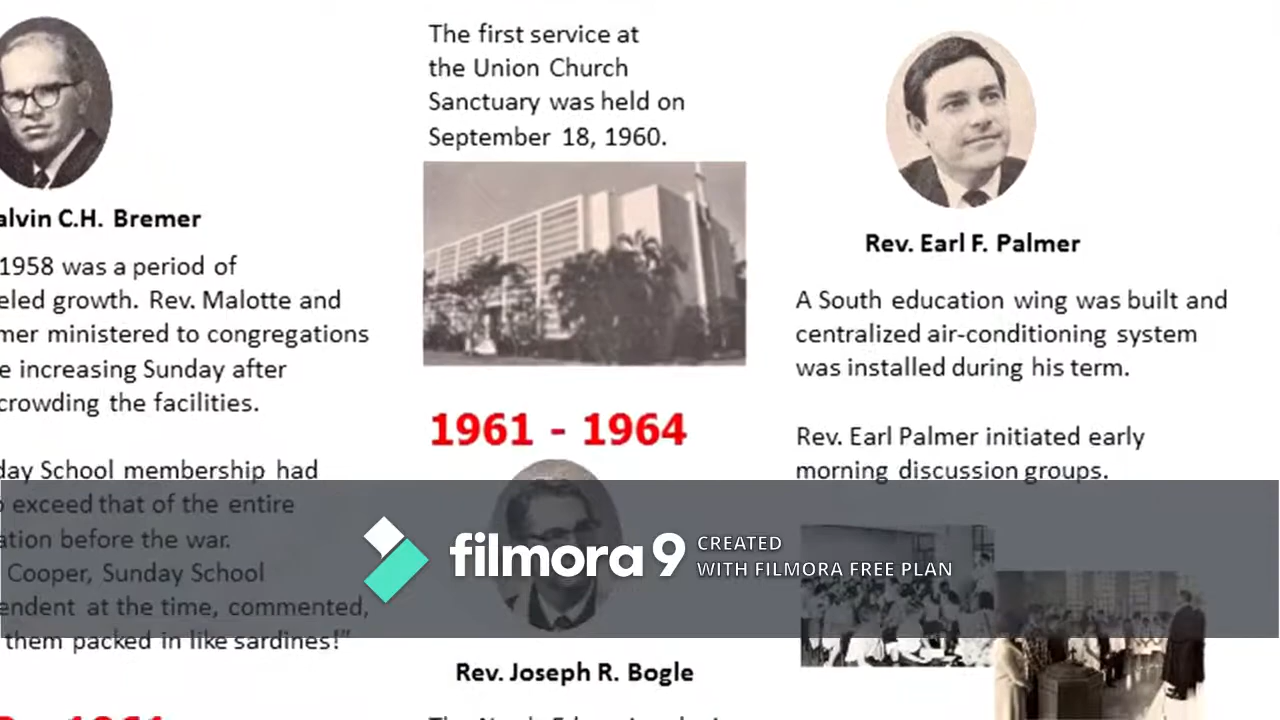 alvin C.H. Bremer
1958 was a period of
eled growth. Rev. Malotte and
mer ministered to congregations
e increasing Sunday after
crowding the facilities.
day School membership had
exceed that of the entire
ation before the war.
Cooper, Sunday School
endent at the time, commented,
them packed in like sardines!"
1961
The first service at
the Union Church
Sanctuary was held on
September 18, 1960.
1961 - 1964
Rev. Joseph R. Bogle
Rev. Earl F. Palmer
A South education wing was built and
centralized air-conditioning system
was installed during his term.
Rev. Earl Palmer initiated early
morning discussion groups.
filmora 9
CREATED
WITH FILMORA FREE PLAN